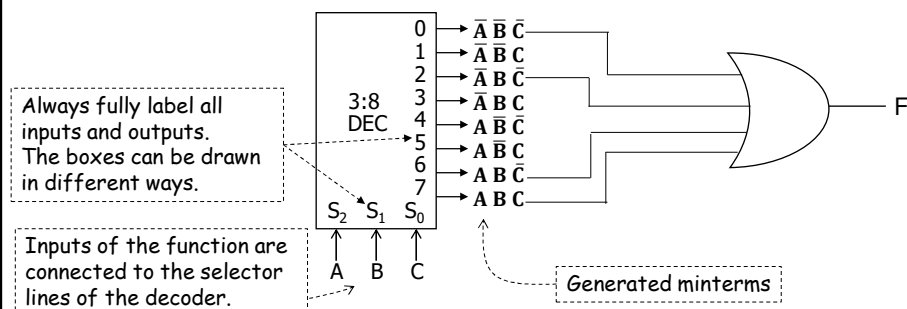 0 A̅ B̅ C̅
1 A̅ B̅ C
2 A̅ B C̅
3 A̅ B C
4 A B̅ C̅
5 A B̅ C
6 A B C̅
7 A B C
3:8
DEC
F
Always fully label all
inputs and outputs.
The boxes can be drawn
in different ways.
S₂ S₁ S₀
A B C
Inputs of the function are
connected to the selector
lines of the decoder.
Generated minterms